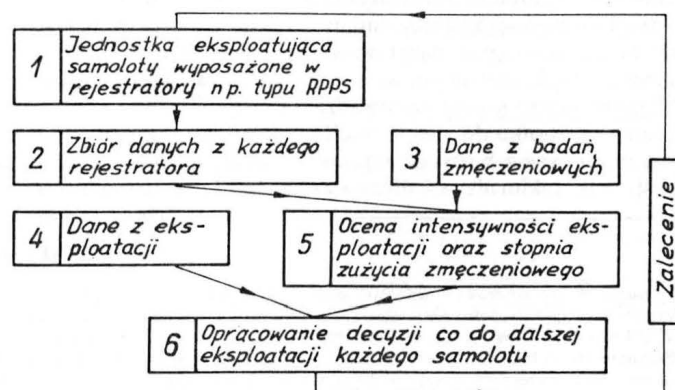 1 Jednostka eksploatująca
samoloty wyposażone w
rejestratory np. typu RPPS
2 Zbiór danych z każdego
rejestratora
3 Dane z badań
zmęczeniowych
4 Dane z eks-
ploatacji
5 Ocena intensywności eks-
ploatacji oraz stopnia
zużycia zmęczeniowego
6 Opracowanie decyzji co do dalszej
eksploatacji każdego samolotu
Zalecenie